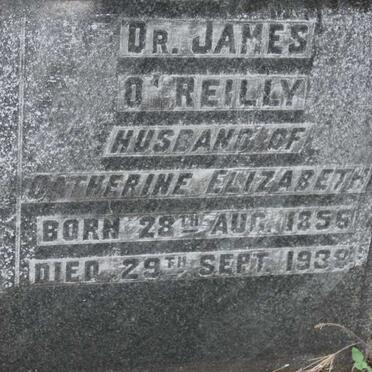 DR. JAMES
O'REILLY
HUSBAND OF
CATHERINE ELIZABETH
BORN 28TH AUG. 1856
DIED 29TH SEPT. 1939